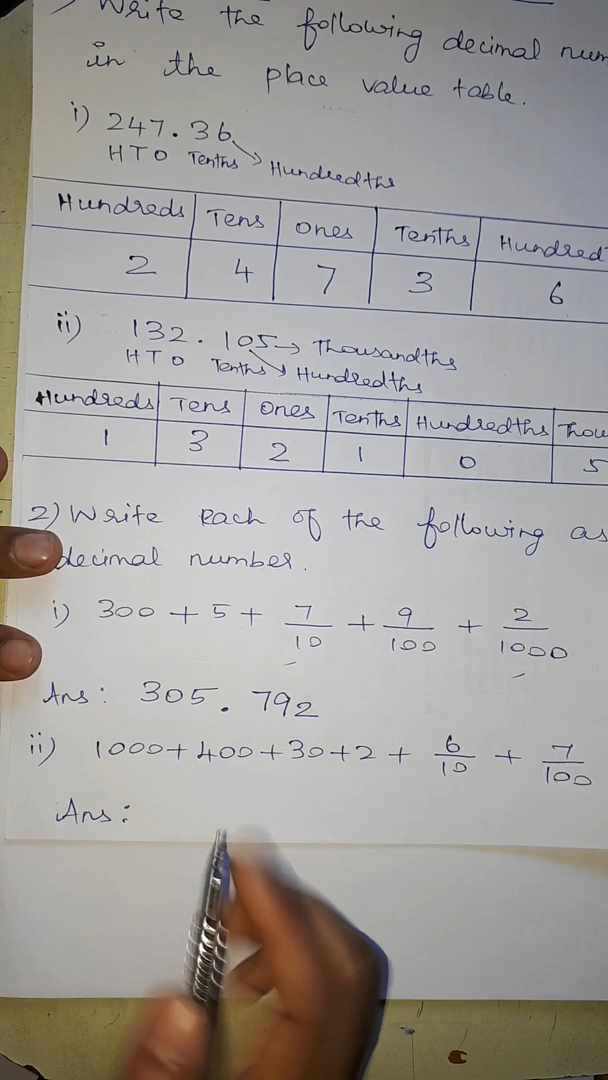 Write the following decimal num
in the place value table.
i) 247.36
H T O Tenths → Hundredths
Hundreds Tens Ones Tenths Hundred
2 4 7 3 6
ii) 132.105 → Thousandths
H T O Tenths → Hundredths
Hundreds Tens Ones Tenths Hundredths Thou
1 3 2 1 0 5
2) Write each of the following as
decimal number.
i) 300 + 5 + 7/10 + 9/100 + 2/1000
Ans: 305.792
ii) 1000+400+30+2 + 6/10 + 7/100
Ans: